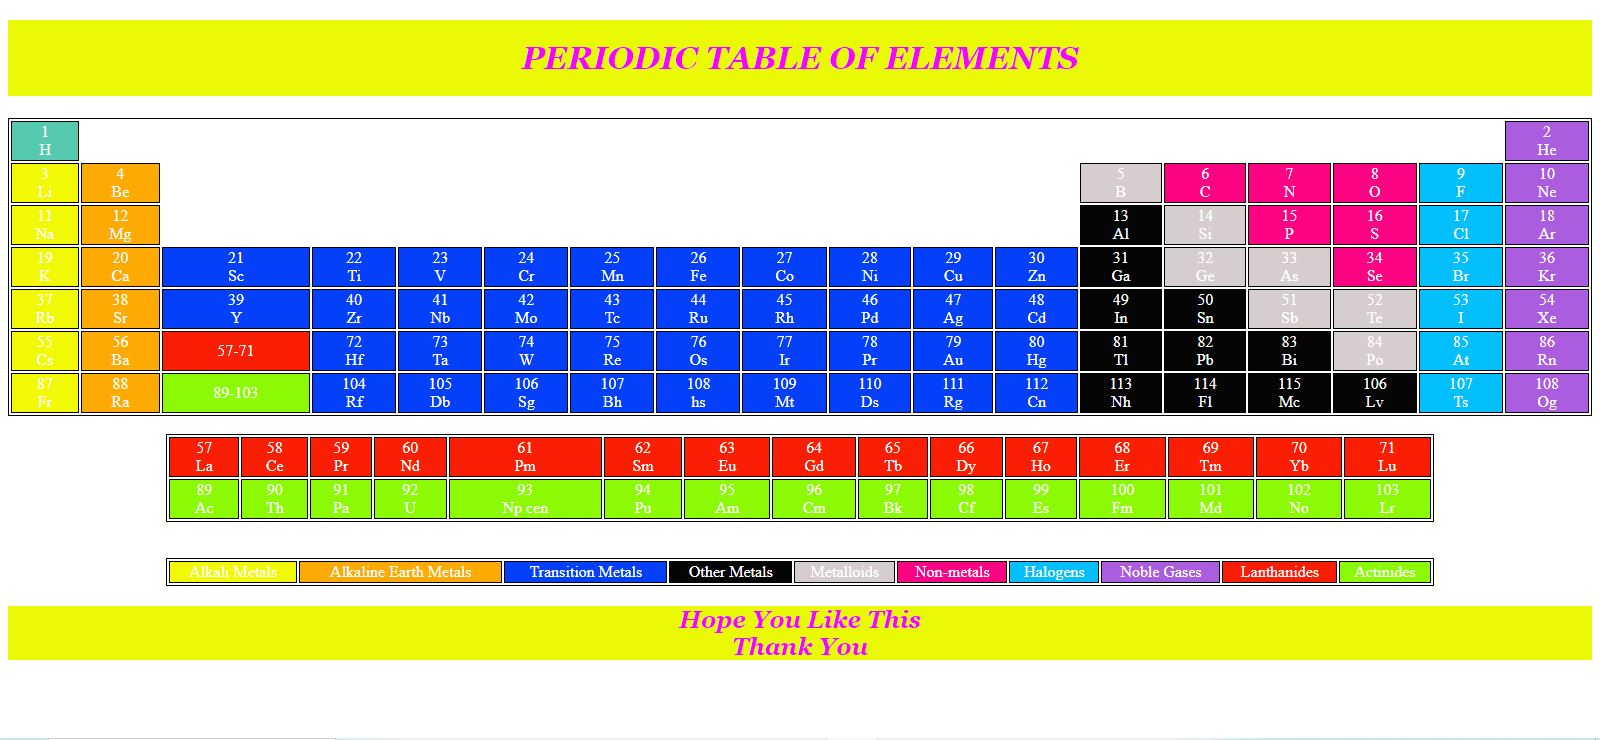 PERIODIC TABLE OF ELEMENTS
1 2
H He
3 4 5 6 7 8 9 10
Li Be B C N O F Ne
11 12 13 14 15 16 17 18
Na Mg Al Si P S Cl Ar
19 20 21 22 23 24 25 26 27 28 29 30 31 32 33 34 35 36
K Ca Sc Ti V Cr Mn Fe Co Ni Cu Zn Ga Ge As Se Br Kr
37 38 39 40 41 42 43 44 45 46 47 48 49 50 51 52 53 54
Rb Sr Y Zr Nb Mo Tc Ru Rh Pd Ag Cd In Sn Sb Te I Xe
55 56 57-71 72 73 74 75 76 77 78 79 80 81 82 83 84 85 86
Cs Ba Hf Ta W Re Os Ir Pr Au Hg Tl Pb Bi Po At Rn
87 88 89-103 104 105 106 107 108 109 110 111 112 113 114 115 106 107 108
Fr Ra Rf Db Sg Bh hs Mt Ds Rg Cn Nh Fl Mc Lv Ts Og
57 58 59 60 61 62 63 64 65 66 67 68 69 70 71
La Ce Pr Nd Pm Sm Eu Gd Tb Dy Ho Er Tm Yb Lu
89 90 91 92 93 94 95 96 97 98 99 100 101 102 103
Ac Th Pa U Np cen Pu Am Cm Bk Cf Es Fm Md No Lr
Alkali Metals Alkaline Earth Metals Transition Metals Other Metals Metalloids Non-metals Halogens Noble Gases Lanthanides Actinides
Hope You Like This
Thank You